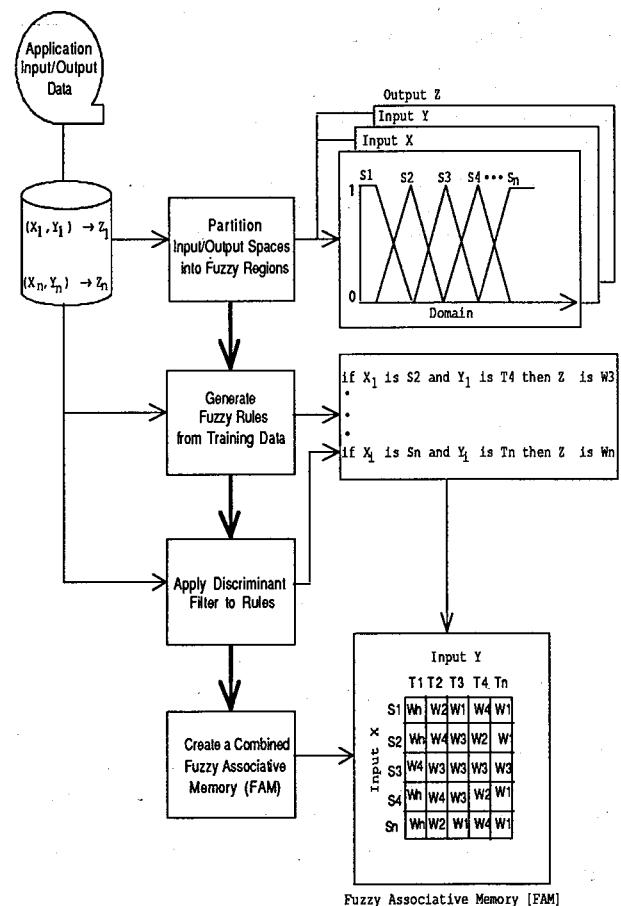 Application
Input/Output
Data
Output Z
Input Y
Input X
S1 S2 S3 S4 ••• Sn
1
0
Domain
(X1,Y1) → Z1
(Xn,Yn) → Zn
Partition
Input/Output Spaces
into Fuzzy Regions
Generate
Fuzzy Rules
from Training Data
if X1 is S2 and Y1 is T4 then Z is W3
•
•
•
if Xi is Sn and Yi is Tn then Z is Wn
Apply Discriminant
Filter to Rules
Create a Combined
Fuzzy Associative
Memory (FAM)
Input Y
T1 T2 T3 T4 Tn
Input X
S1 Wn W2 W1 W4 W1
S2 Wn W4 W3 W2 W1
S3 W4 W3 W3 W3 W3
S4 Wn W4 W3 W2 W1
Sn Wn W2 W1 W4 W1
Fuzzy Associative Memory [FAM]